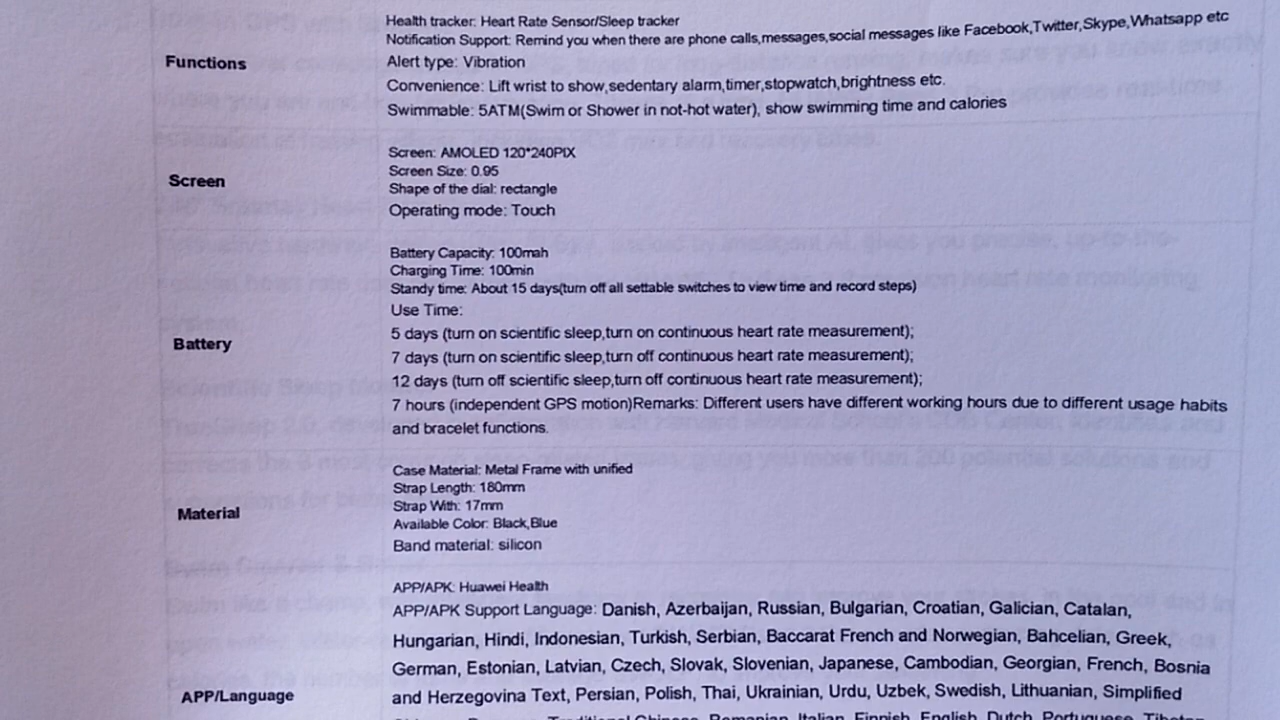 Health tracker: Heart Rate Sensor/Sleep tracker
Notification Support: Remind you when there are phone calls,messages,social messages like Facebook,Twitter,Skype,Whatsapp etc
Functions
Alert type: Vibration
Convenience: Lift wrist to show,sedentary alarm,timer,stopwatch,brightness etc.
Swimmable: 5ATM(Swim or Shower in not-hot water), show swimming time and calories
Screen: AMOLED 120*240PIX
Screen Size: 0.95
Screen
Shape of the dial: rectangle
Operating mode: Touch
Battery Capacity: 100mah
Charging Time: 100min
Standy time: About 15 days(turn off all settable switches to view time and record steps)
Use Time:
5 days (turn on scientific sleep,turn on continuous heart rate measurement);
Battery
7 days (turn on scientific sleep,turn off continuous heart rate measurement);
12 days (turn off scientific sleep,turn off continuous heart rate measurement);
7 hours (independent GPS motion)Remarks: Different users have different working hours due to different usage habits
and bracelet functions.
Case Material: Metal Frame with unified
Strap Length: 180mm
Strap With: 17mm
Material
Available Color: Black,Blue
Band material: silicon
APP/APK: Huawei Health
APP/APK Support Language: Danish, Azerbaijan, Russian, Bulgarian, Croatian, Galician, Catalan,
Hungarian, Hindi, Indonesian, Turkish, Serbian, Baccarat French and Norwegian, Bahcelian, Greek,
German, Estonian, Latvian, Czech, Slovak, Slovenian, Japanese, Cambodian, Georgian, French, Bosnia
APP/Language
and Herzegovina Text, Persian, Polish, Thai, Ukrainian, Urdu, Uzbek, Swedish, Lithuanian, Simplified
Traditional Chinese, Romanian, Italian, Finnish, English, Dutch, Portuguese, Tibetan